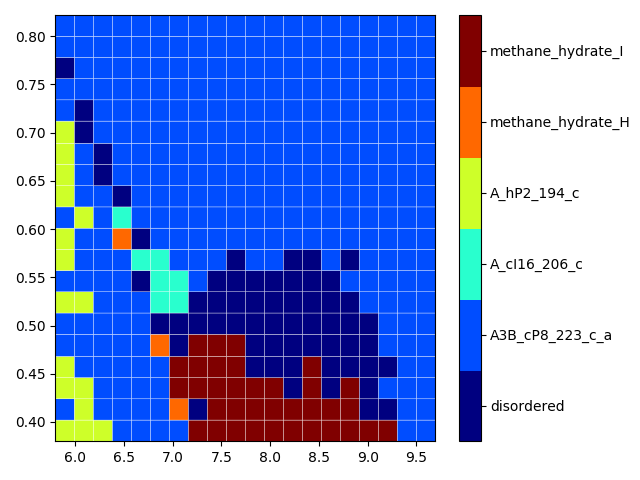 0.80
0.75
0.70
0.65
0.60
0.55
0.50
0.45
0.40
6.0 6.5 7.0 7.5 8.0 8.5 9.0 9.5
methane_hydrate_I
methane_hydrate_H
A_hP2_194_c
A_cI16_206_c
A3B_cP8_223_c_a
disordered